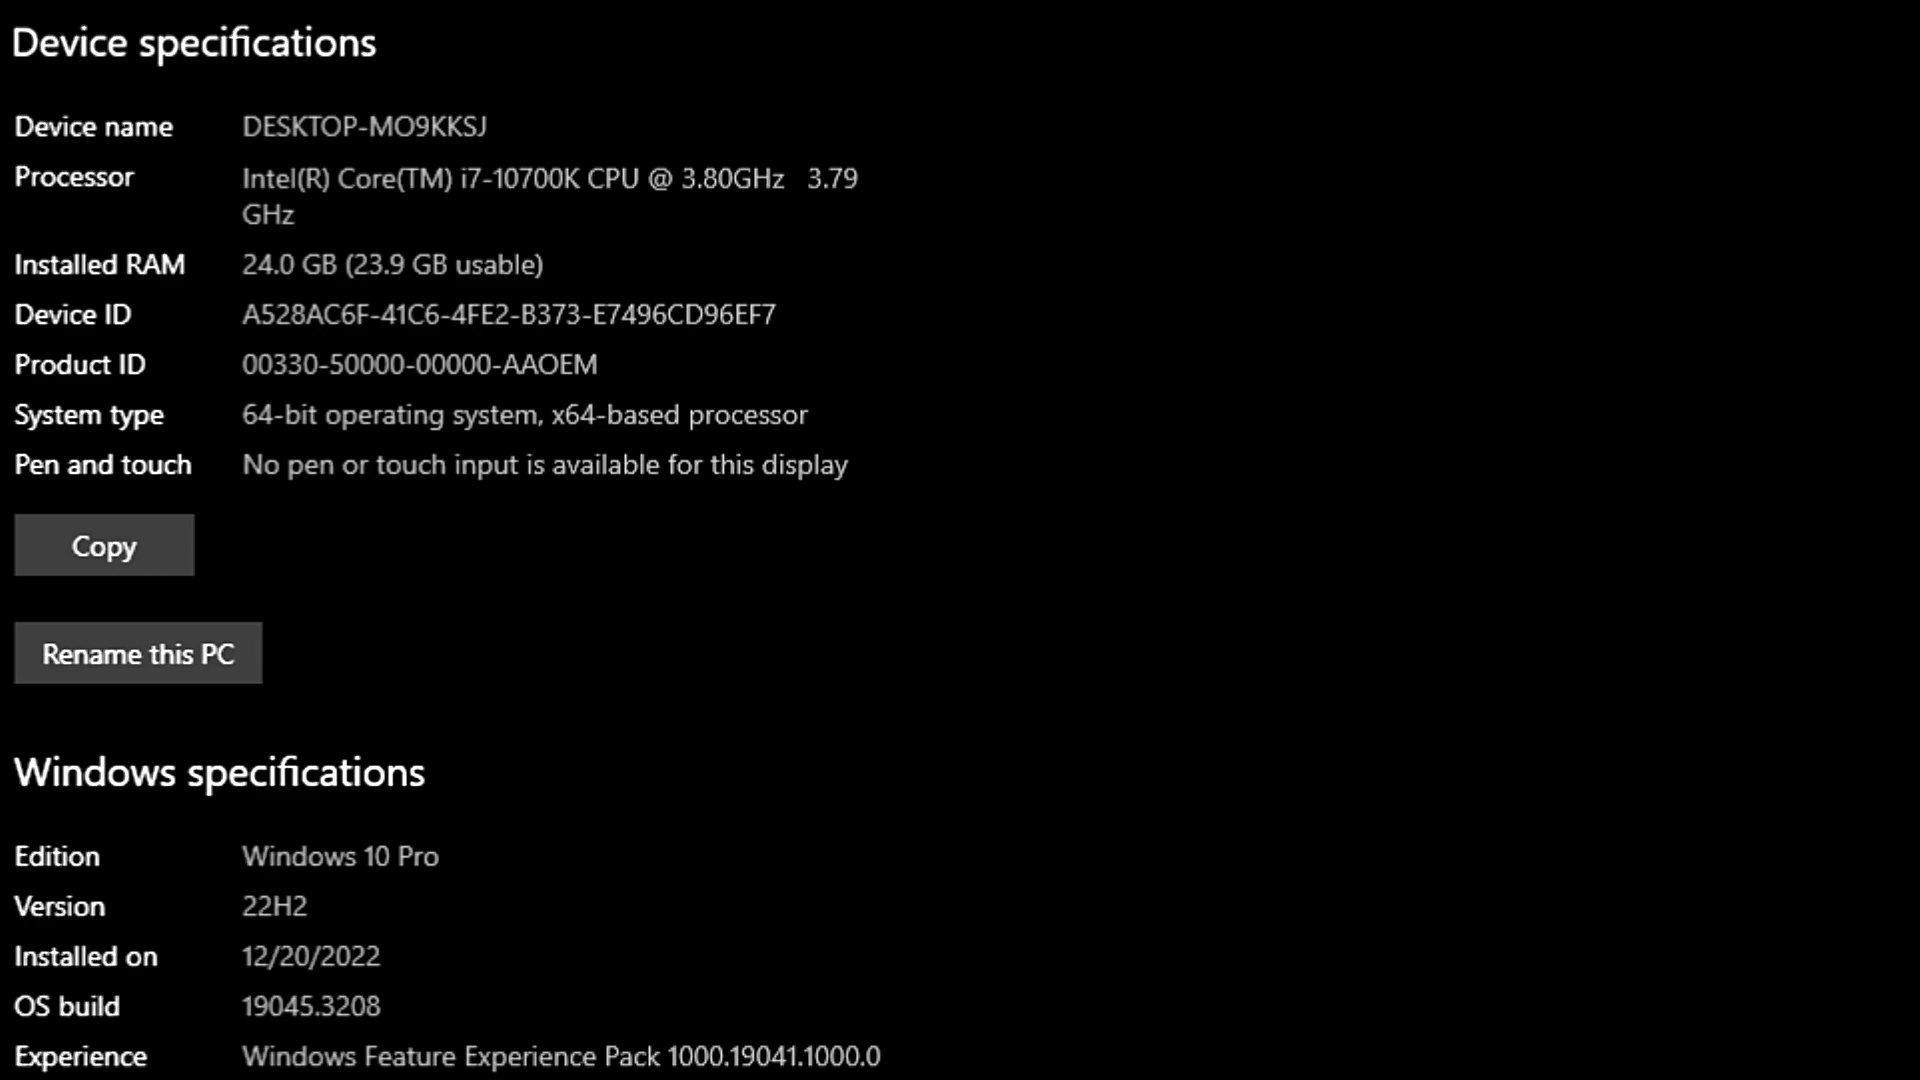 Device specifications
Device name DESKTOP-MO9KKSJ
Processor Intel(R) Core(TM) i7-10700K CPU @ 3.80GHz 3.79
GHz
Installed RAM 24.0 GB (23.9 GB usable)
Device ID A528AC6F-41C6-4FE2-B373-E7496CD96EF7
Product ID 00330-50000-00000-AAOEM
System type 64-bit operating system, x64-based processor
Pen and touch No pen or touch input is available for this display
Copy
Rename this PC
Windows specifications
Edition Windows 10 Pro
Version 22H2
Installed on 12/20/2022
OS build 19045.3208
Experience Windows Feature Experience Pack 1000.19041.1000.0